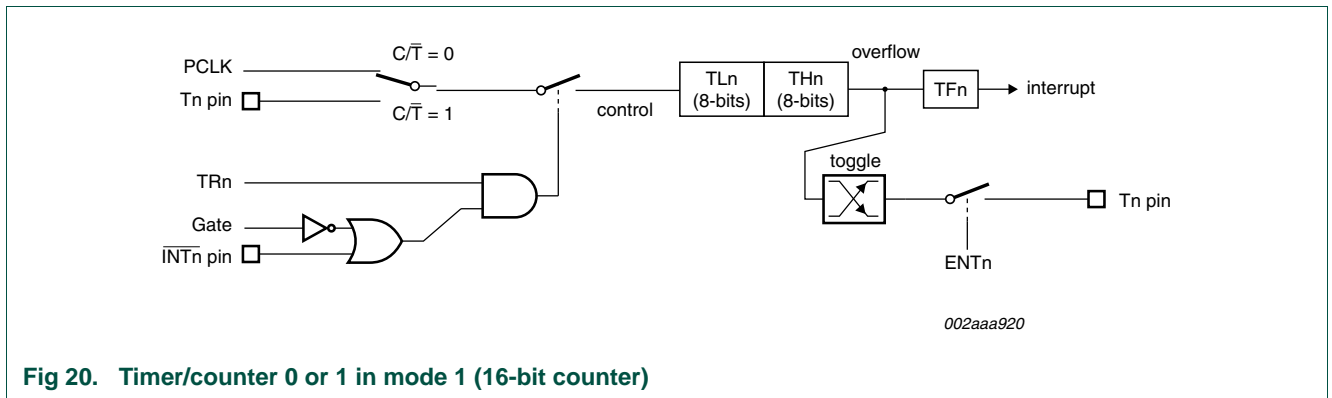 PCLK
C/T̅ = 0
Tn pin
C/T̅ = 1
control
TLn
(8-bits)
THn
(8-bits)
overflow
TFn
interrupt
toggle
TRn
Gate
I̅N̅T̅n̅ pin
Tn pin
ENTn
002aaa920
Fig 20. Timer/counter 0 or 1 in mode 1 (16-bit counter)